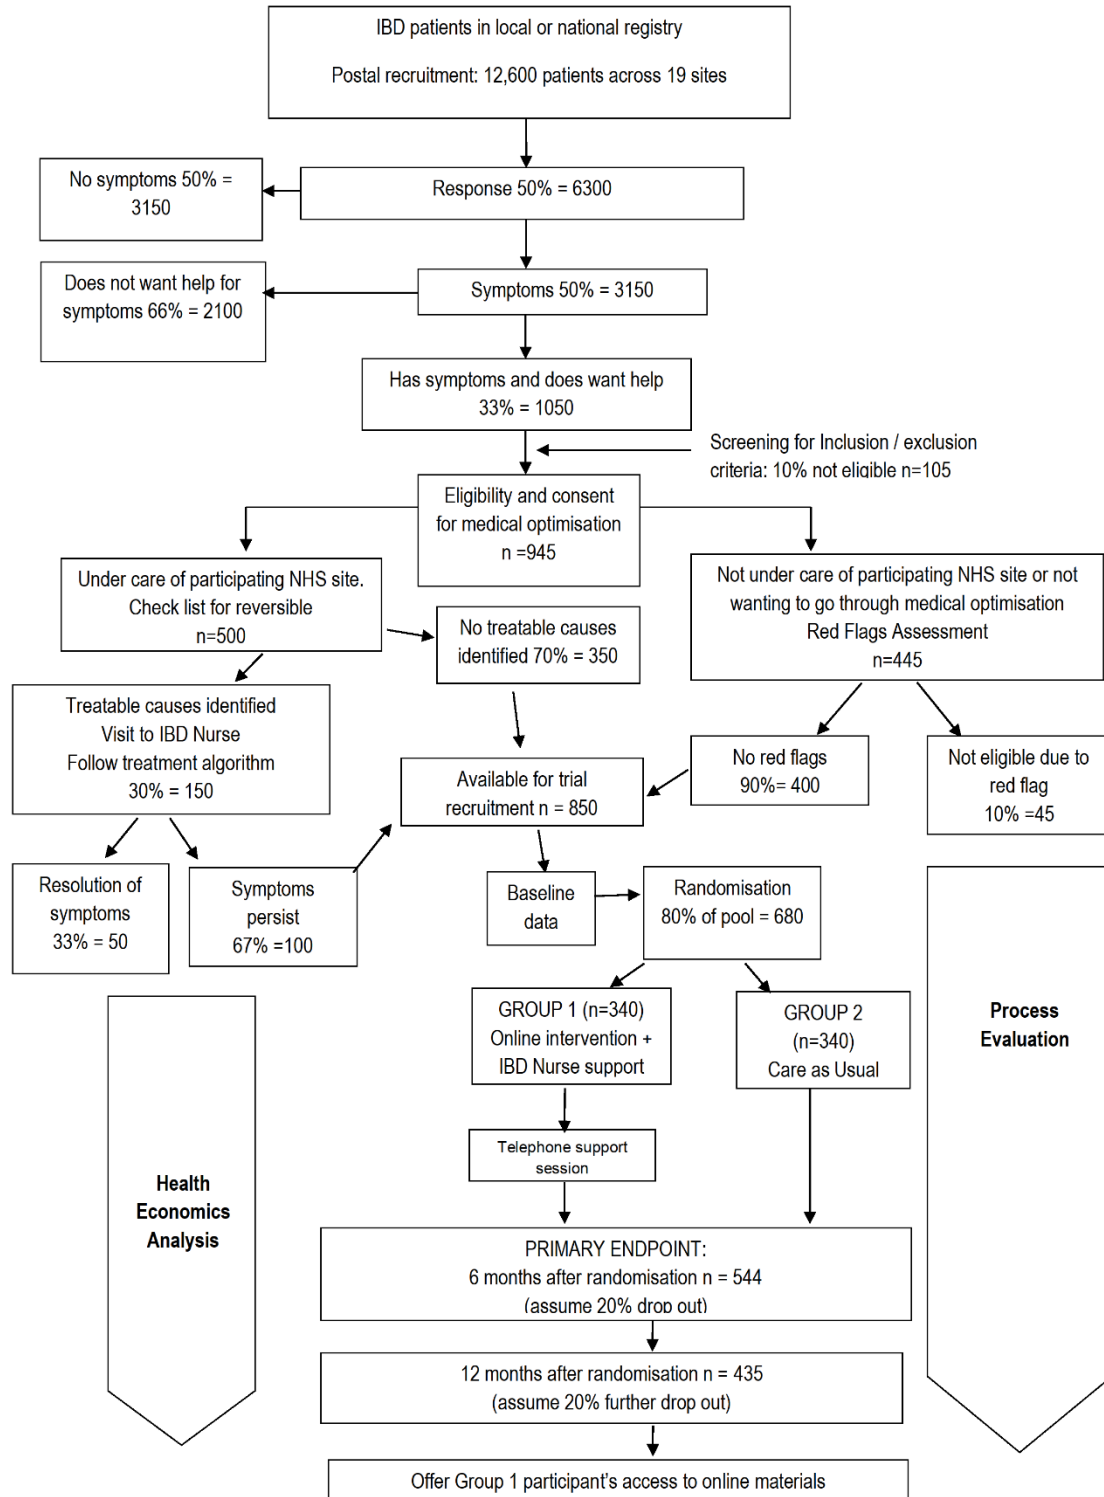 IBD patients in local or national registry
Postal recruitment: 12,600 patients across 19 sites
No symptoms 50% =
3150
Response 50% = 6300
Does not want help for
symptoms 66% = 2100
Symptoms 50% = 3150
Has symptoms and does want help
33% = 1050
Screening for Inclusion / exclusion
criteria: 10% not eligible n=105
Eligibility and consent
for medical optimisation
n =945
Under care of participating NHS site.
Check list for reversible
n=500
No treatable causes
identified 70% = 350
Not under care of participating NHS site or not
wanting to go through medical optimisation
Red Flags Assessment
n=445
Treatable causes identified
Visit to IBD Nurse
Follow treatment algorithm
30% = 150
Available for trial
recruitment n = 850
No red flags
90%= 400
Not eligible due to
red flag
10% =45
Resolution of
symptoms
33% = 50
Symptoms
persist
67% =100
Baseline
data
Randomisation
80% of pool = 680
GROUP 1 (n=340)
Online intervention +
IBD Nurse support
GROUP 2
(n=340)
Care as Usual
Process
Evaluation
Telephone support
session
Health
Economics
Analysis
PRIMARY ENDPOINT:
6 months after randomisation n = 544
(assume 20% drop out)
12 months after randomisation n = 435
(assume 20% further drop out)
Offer Group 1 participant's access to online materials